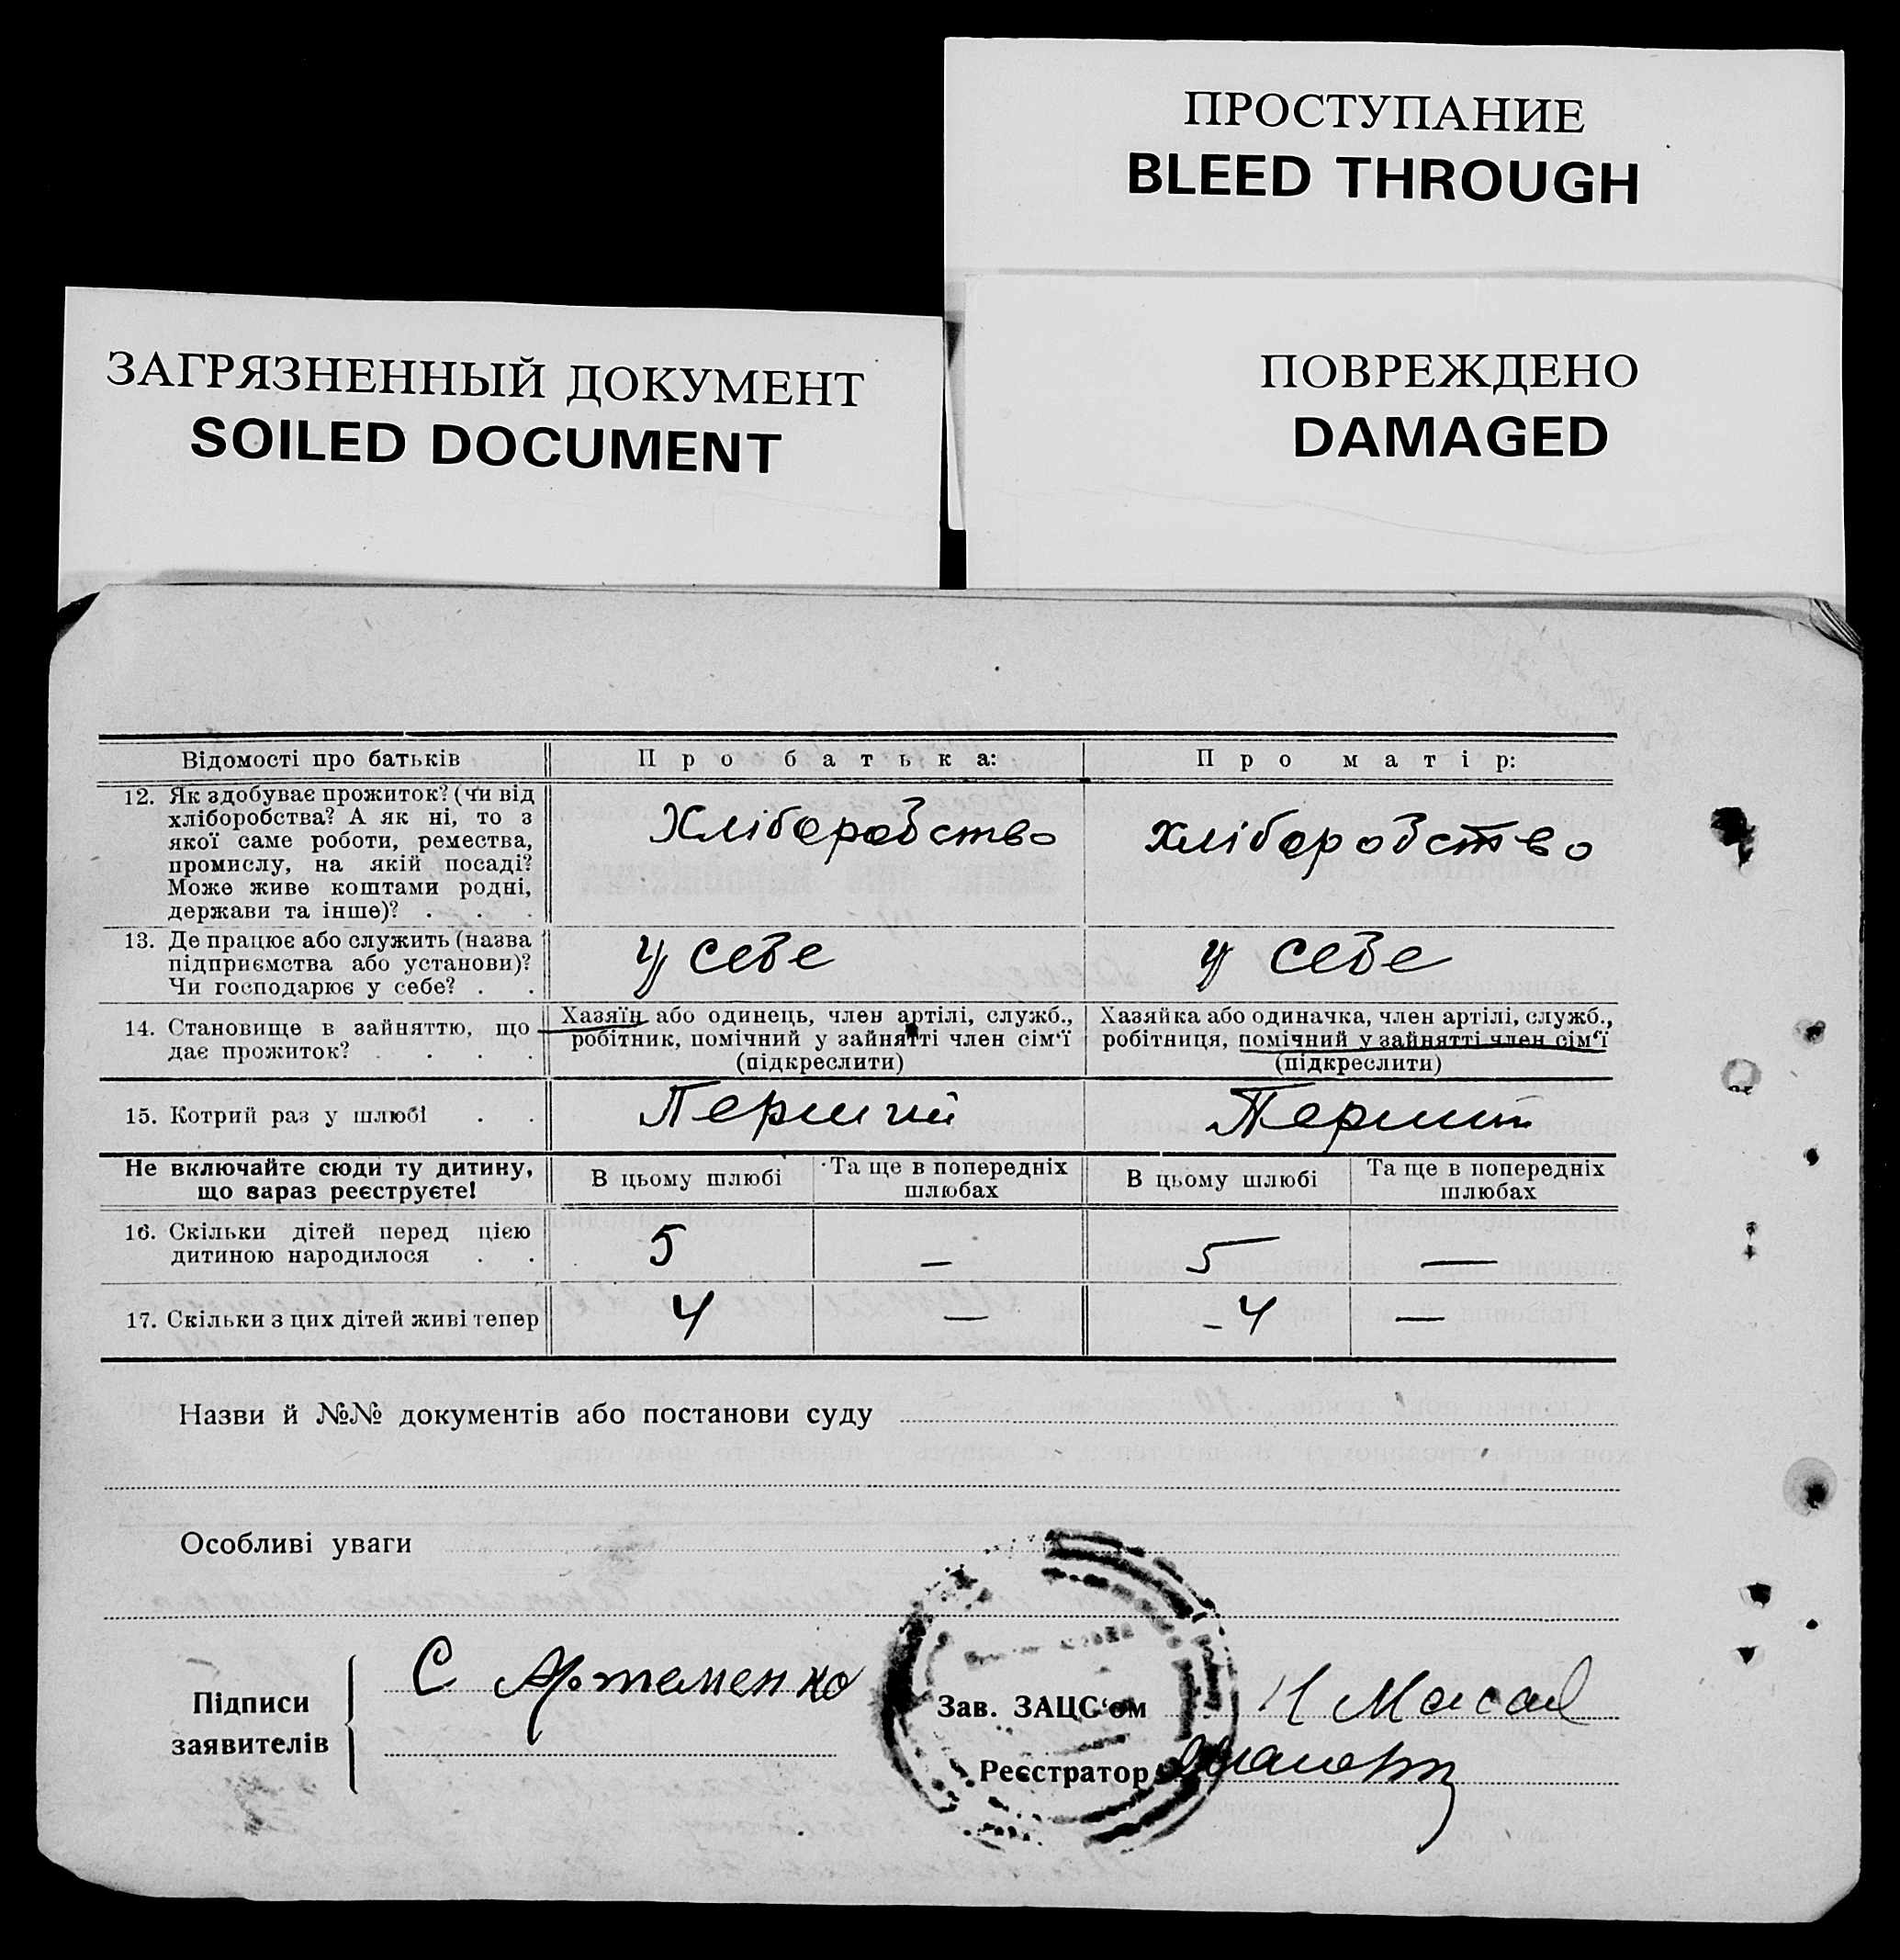 ПРОСТУПАНИЕ
BLEED THROUGH
ЗАГРЯЗНЕННЫЙ ДОКУМЕНТ
SOILED DOCUMENT
ПОВРЕЖДЕНО
DAMAGED
Відомості про батьків Про батька: Про матір:
12. Як здобуває прожиток? (чи від
хліборобства? А як ні, то з
якої саме роботи, ремества,
промислу, на якій посаді?
Може живе коштами родні,
держави та інше)? . . .
Хліборобство хліборобство
13. Де працює або служить (назва
підприємства або установи)?
Чи господарює у себе? . .
у себе у себе
14. Становище в зайняттю, що
дає прожиток? . . . .
Хазяїн або одинець, член артілі, служб.,
робітник, помічний у зайнятті член сім‘ї
(підкреслити)
Хазяйка або одиначка, член артілі, служб.,
робітниця, помічний у зайнятті член сім‘ї
(підкреслити)
15. Котрий раз у шлюбі . . Перший
Не включайте сюди ту дитину,
що зараз реєструєте!
В цьому шлюбі Та ще в попередніх
шлюбах
В цьому шлюбі Та ще в попередніх
шлюбах
16. Скільки дітей перед цією
дитиною народилося . .
5 — 5 —
17. Скільки з цих дітей живі тепер 4 — 4 —
Назви й №№ документів або постанови суду
Особливі уваги
Підписи
заявителів
С Артеменко
Зав. ЗАЦС‘ом
Реєстратор